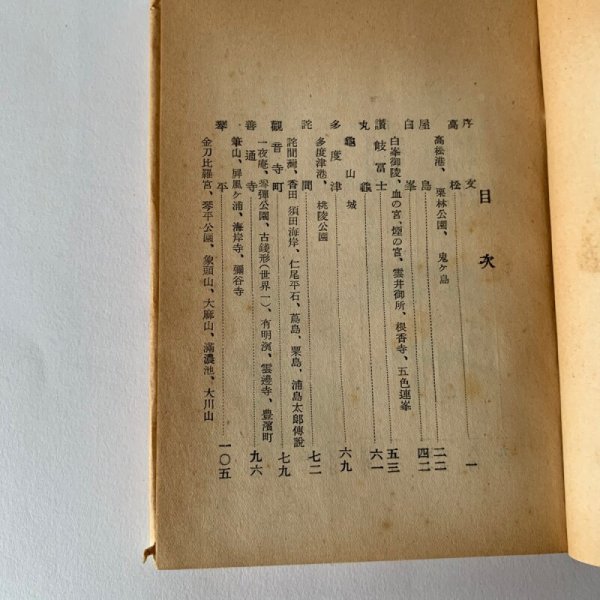 目次
序文……一
高松……二二
高松港、栗林公園、鬼ヶ島
屋島……四二
白峯……五三
白峯御陵、血の宮、煙の宮、雲井御所、根香寺、五色連峯
讃岐富士……六一
丸龜……六九
龜山城
多度津……七二
多度津港、桃陵公園
詫間……七九
詫間灣、香田 須田海岸、仁尾平石、蔦島、粟島、浦島太郎傳說
觀音寺町
一夜庵、琴彈公園、古錢形(世界一)、有明濱、雲邊寺、豊濱町
善通寺……九六
筆山、屏風ヶ浦、海岸寺、彌谷寺
琴平……一〇五
金刀比羅宮、琴平公園、象頭山、大麻山、滿濃池、大川山